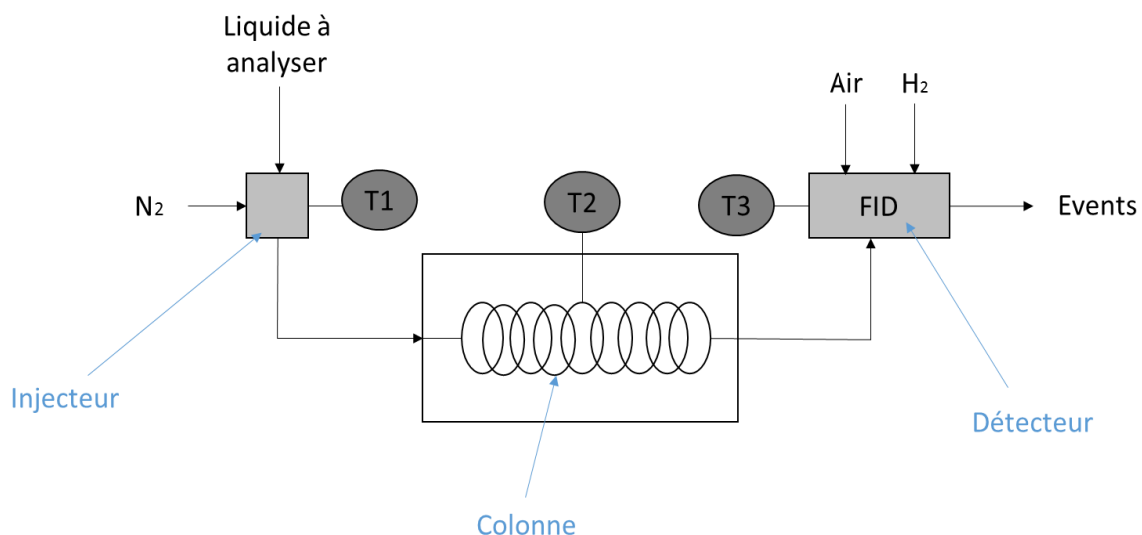 Liquide à
analyser
Air
H2
N2
T1
T2
T3
FID
Events
Injecteur
Détecteur
Colonne